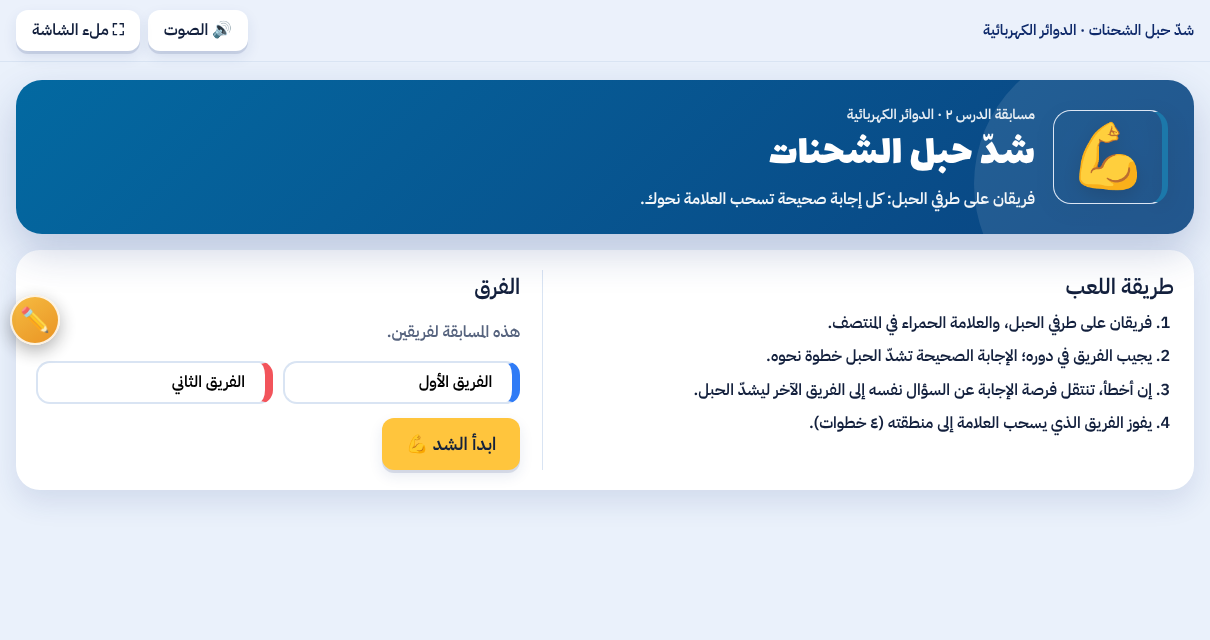 شدّ حبل الشحنات · الدوائر الكهربائية
🔊 الصوت
⛶ ملء الشاشة
مسابقة الدرس ٢ · الدوائر الكهربائية
شدّ حبل الشحنات
فريقان على طرفي الحبل: كل إجابة صحيحة تسحب العلامة نحوك.
طريقة اللعب
1. فريقان على طرفي الحبل، والعلامة الحمراء في المنتصف.
2. يجيب الفريق في دوره؛ الإجابة الصحيحة تشدّ الحبل خطوة نحوه.
3. إن أخطأ، تنتقل فرصة الإجابة عن السؤال نفسه إلى الفريق الآخر ليشدّ الحبل.
4. يفوز الفريق الذي يسحب العلامة إلى منطقته (٤ خطوات).
الفرق
هذه المسابقة لفريقين.
الفريق الأول
الفريق الثاني
ابدأ الشد 💪